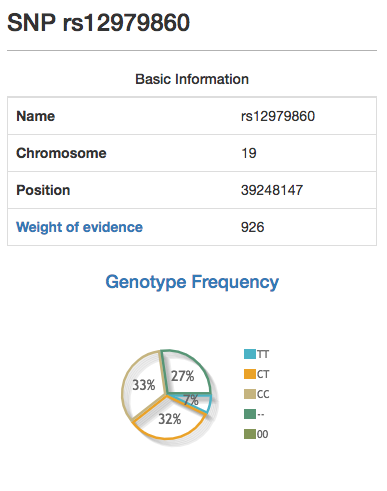 SNP rs12979860
Basic Information
Name rs12979860
Chromosome 19
Position 39248147
Weight of evidence 926
Genotype Frequency
TT
CT
CC
--
00
27%
33%
7%
32%